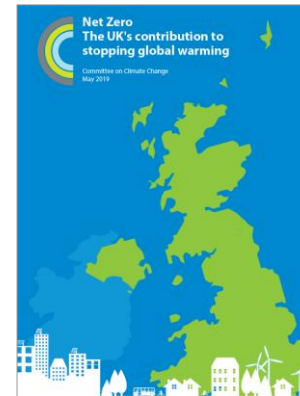 Net Zero
The UK's contribution to
stopping global warming
Committee on Climate Change
May 2019